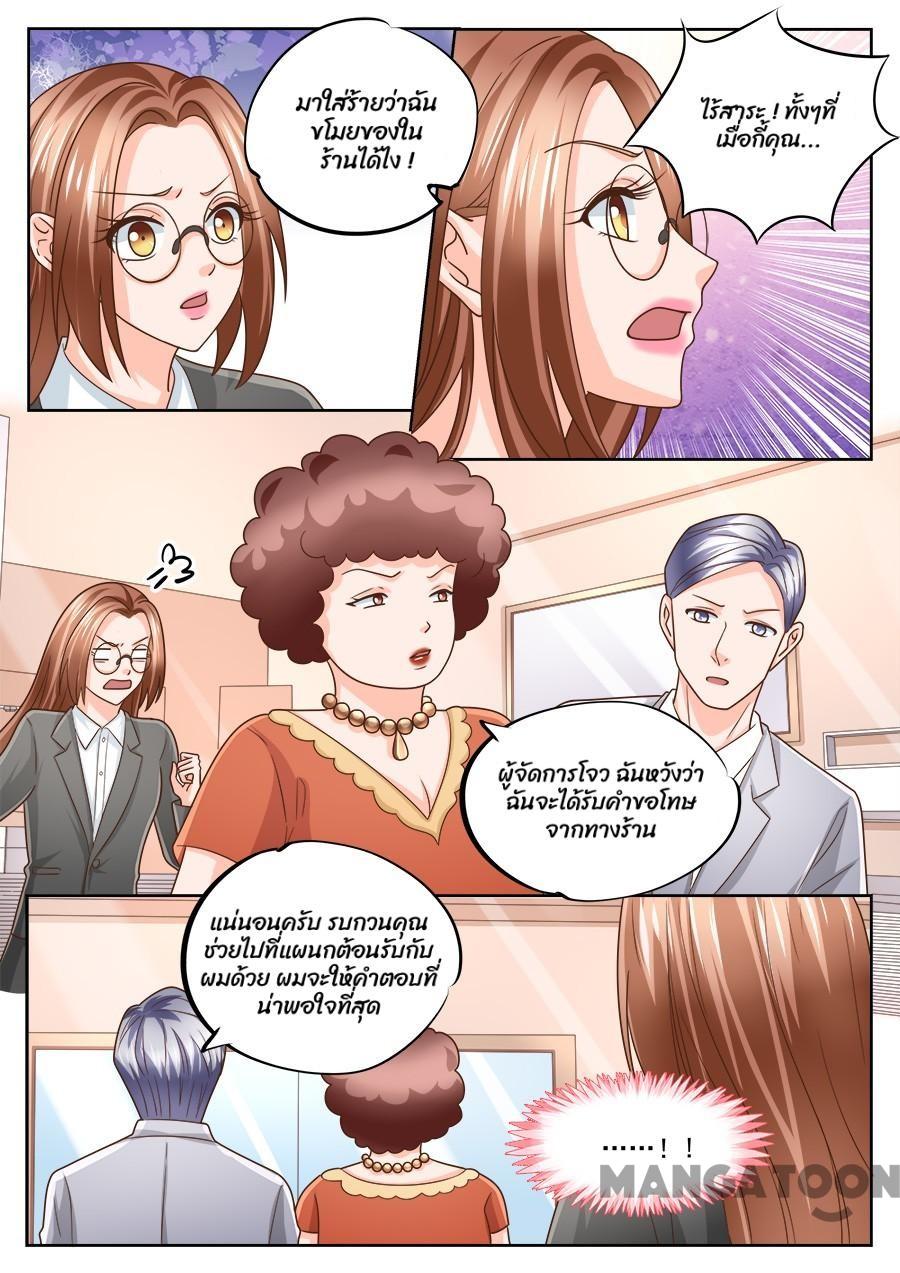 มาใส่ร้ายว่าฉัน
ขโมยของใน
ร้านได้ไง !
ไร้สาระ ! ทั้งๆที่
เมื่อกี้คุณ...
ผู้จัดการโจว ฉันหวังว่า
ฉันจะได้รับคำขอโทษ
จากทางร้าน
แน่นอนครับ รบกวนคุณ
ช่วยไปที่แผนกต้อนรับกับ
ผมด้วย ผมจะให้คำตอบที่
น่าพอใจที่สุด
……! !
MANGATOON